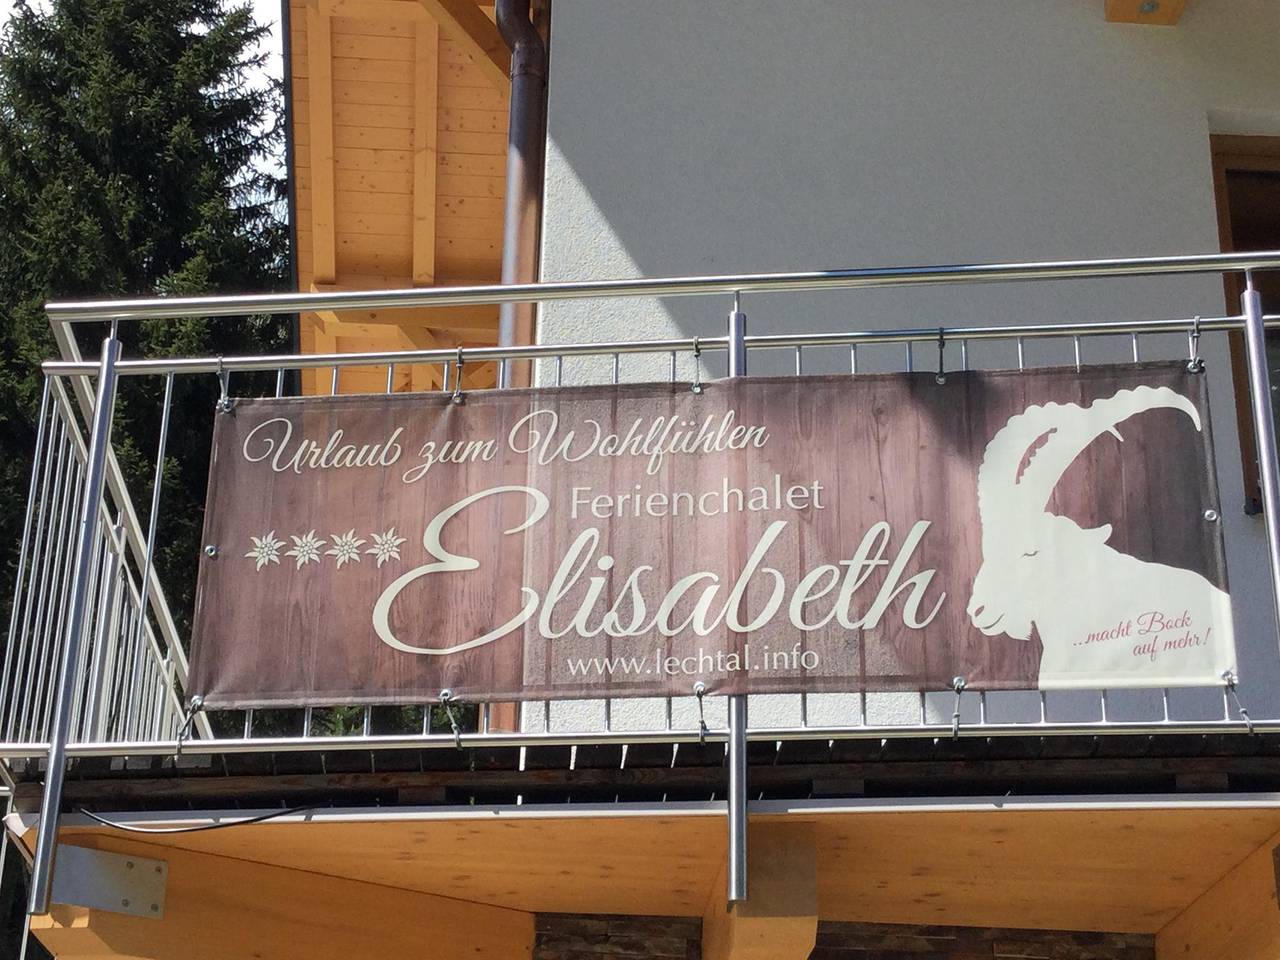 Urlaub zum Wohlfühlen
Ferienchalet
Elisabeth
www.lechtal.info
...macht Bock
auf mehr!